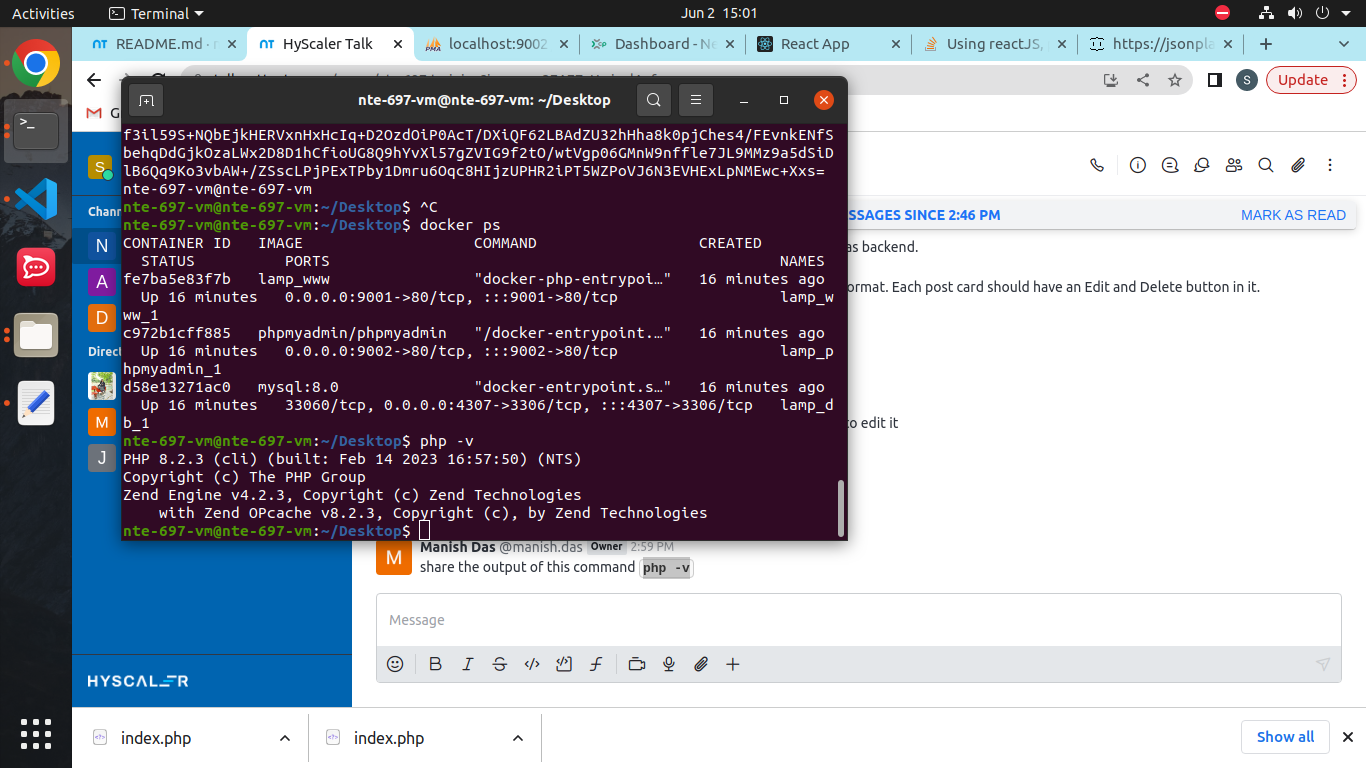 Activities
Terminal
Jun 2 15:01
README.md - n
HyScaler Talk
localhost:9002
Dashboard - Ne
React App
Using reactJS,
https://jsonpla
S
Update
G
nte-697-vm@nte-697-vm: ~/Desktop
f3il59S+NQbEjkHERVxnHxHcIq+D2OzdOiP0AcT/DXiQF62LBAdZU32hHha8k0pjChes4/FEvnkENfS
behqDdGjkOzaLWx2D8D1hCfioUG8Q9hYvXl57gZVIG9f2tO/wtVgp06GMnW9nffle7JL9MMz9a5dSiD
lB6Qq9Ko3vbAW+/ZSscLPjPExTPby1Dmru6Oqc8HIjzUPHR2iPT5WZPoVJ6N3EVHExLpNMEwc+Xxs=
nte-697-vm@nte-697-vm
nte-697-vm@nte-697-vm:~/Desktop$ ^C
nte-697-vm@nte-697-vm:~/Desktop$ docker ps
CONTAINER ID   IMAGE                   COMMAND                  CREATED
  STATUS          PORTS                                                  NAMES
fe7ba5e83f7b   lamp_www                "docker-php-entrypoi…"   16 minutes ago
  Up 16 minutes   0.0.0.0:9001->80/tcp, :::9001->80/tcp                  lamp_w
ww_1
c972b1cff885   phpmyadmin/phpmyadmin   "/docker-entrypoint.…"   16 minutes ago
  Up 16 minutes   0.0.0.0:9002->80/tcp, :::9002->80/tcp                  lamp_p
hpmyadmin_1
d58e13271ac0   mysql:8.0               "docker-entrypoint.s…"   16 minutes ago
  Up 16 minutes   33060/tcp, 0.0.0.0:4307->3306/tcp, :::4307->3306/tcp   lamp_d
b_1
nte-697-vm@nte-697-vm:~/Desktop$ php -v
PHP 8.2.3 (cli) (built: Feb 14 2023 16:57:50) (NTS)
Copyright (c) The PHP Group
Zend Engine v4.2.3, Copyright (c) Zend Technologies
    with Zend OPcache v8.2.3, Copyright (c), by Zend Technologies
nte-697-vm@nte-697-vm:~/Desktop$
S
Chann
N
A
D
Direct
M
J
HYSCALER
SSAGES SINCE 2:46 PM
MARK AS READ
as backend.
ormat. Each post card should have an Edit and Delete button in it.
to edit it
M
Manish Das @manish.das Owner 2:59 PM
share the output of this command php -v
Message
index.php
index.php
Show all